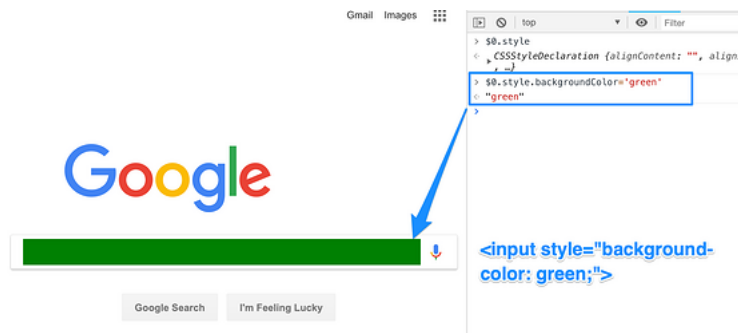 Gmail Images
top Filter
> $0.style
CSSStyleDeclaration {alignContent: "", align
, …}
> $0.style.backgroundColor='green'
"green"
>
Google
<input style="background-
color: green;">
Google Search I'm Feeling Lucky